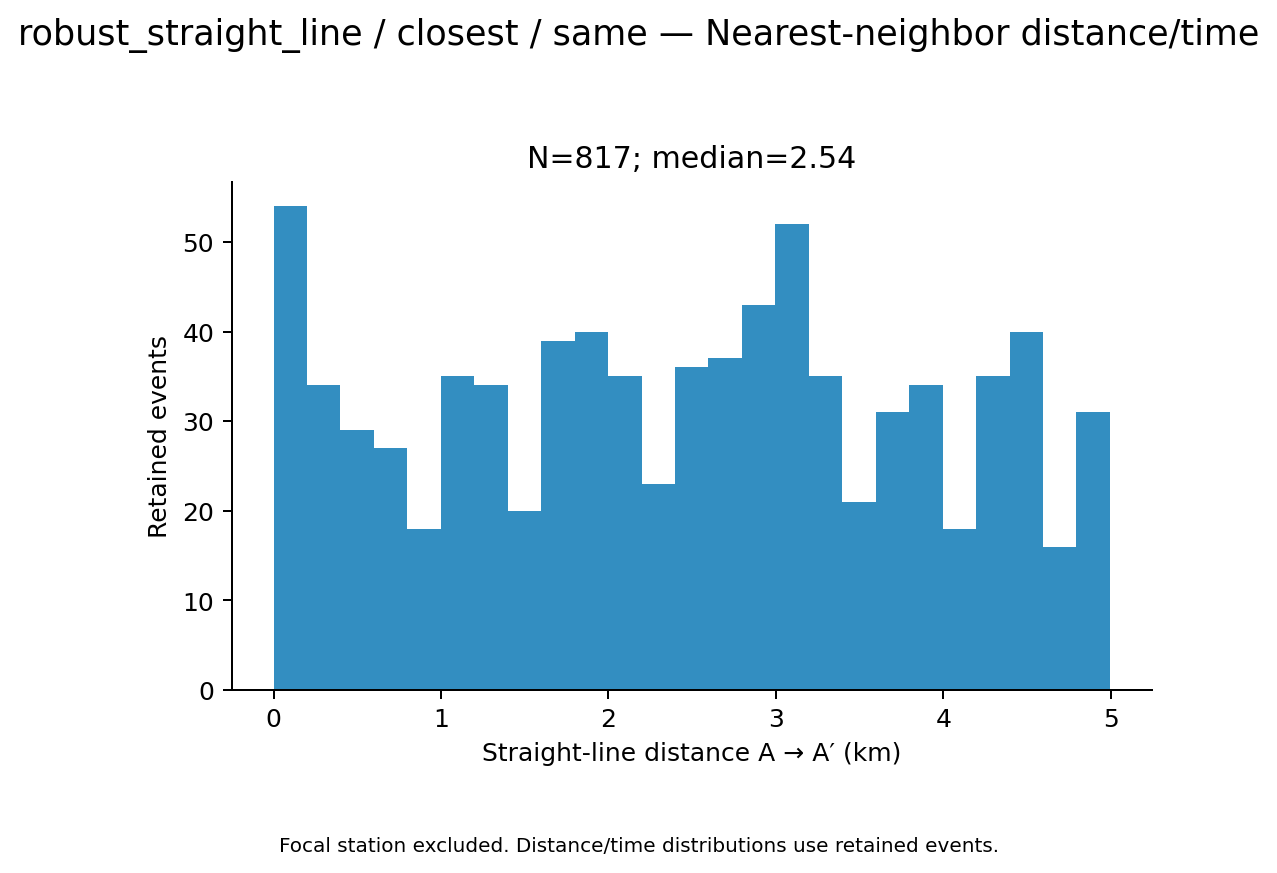 robust_straight_line / closest / same — Nearest-neighbor distance/time
N=817; median=2.54
50
40
30
20
10
0
Retained events
0 1 2 3 4 5
Straight-line distance A → A′ (km)
Focal station excluded. Distance/time distributions use retained events.